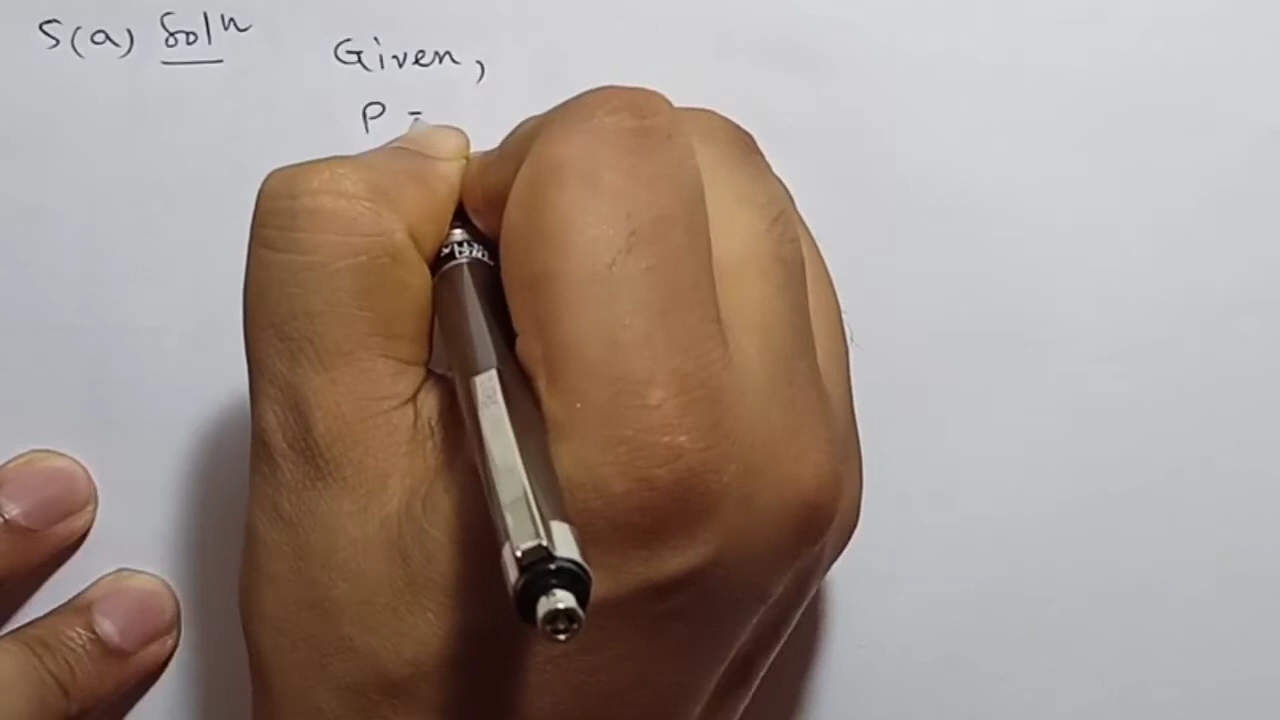 5(a) Soln
Given,
P =